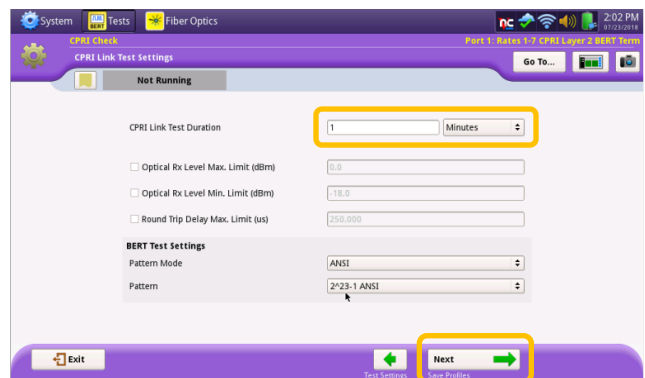 System Tests Fiber Optics 2:02 PM
07/23/2018
CPRI Check Port 1: Rates 1-7 CPRI Layer 2 BERT Term
CPRI Link Test Settings Go To...
Not Running
CPRI Link Test Duration 1 Minutes
Optical Rx Level Max. Limit (dBm) 0.0
Optical Rx Level Min. Limit (dBm) -18.0
Round Trip Delay Max. Limit (us) 250.000
BERT Test Settings
Pattern Mode ANSI
Pattern 2^23-1 ANSI
Exit Next
Test Settings Save Profiles